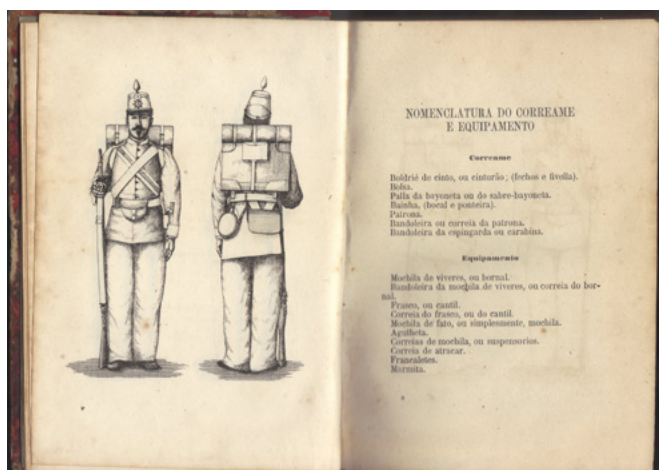 NOMENCLATURA DO CORREAME
E EQUIPAMENTO
Correame
Boldrié de cinto, ou cinturão; (fechos e fivella).
Bolsa.
Palla da bayoneta ou do sabre-bayoneta.
Bainha, (bocal e ponteira).
Patrona.
Bandoleira ou correia da patrona.
Bandoleira da espingarda ou carabina.
Equipamento
Mochila de viveres, ou bornal.
Bandoleira da mochila de viveres, ou correia do bor-
nal.
Frasco, ou cantil.
Correia do frasco, ou do cantil.
Mochila de fato, ou simplesmente, mochila.
Agulheta.
Correias de mochila, ou suspensorios.
Correia de atracar.
Francaletes.
Marmita.